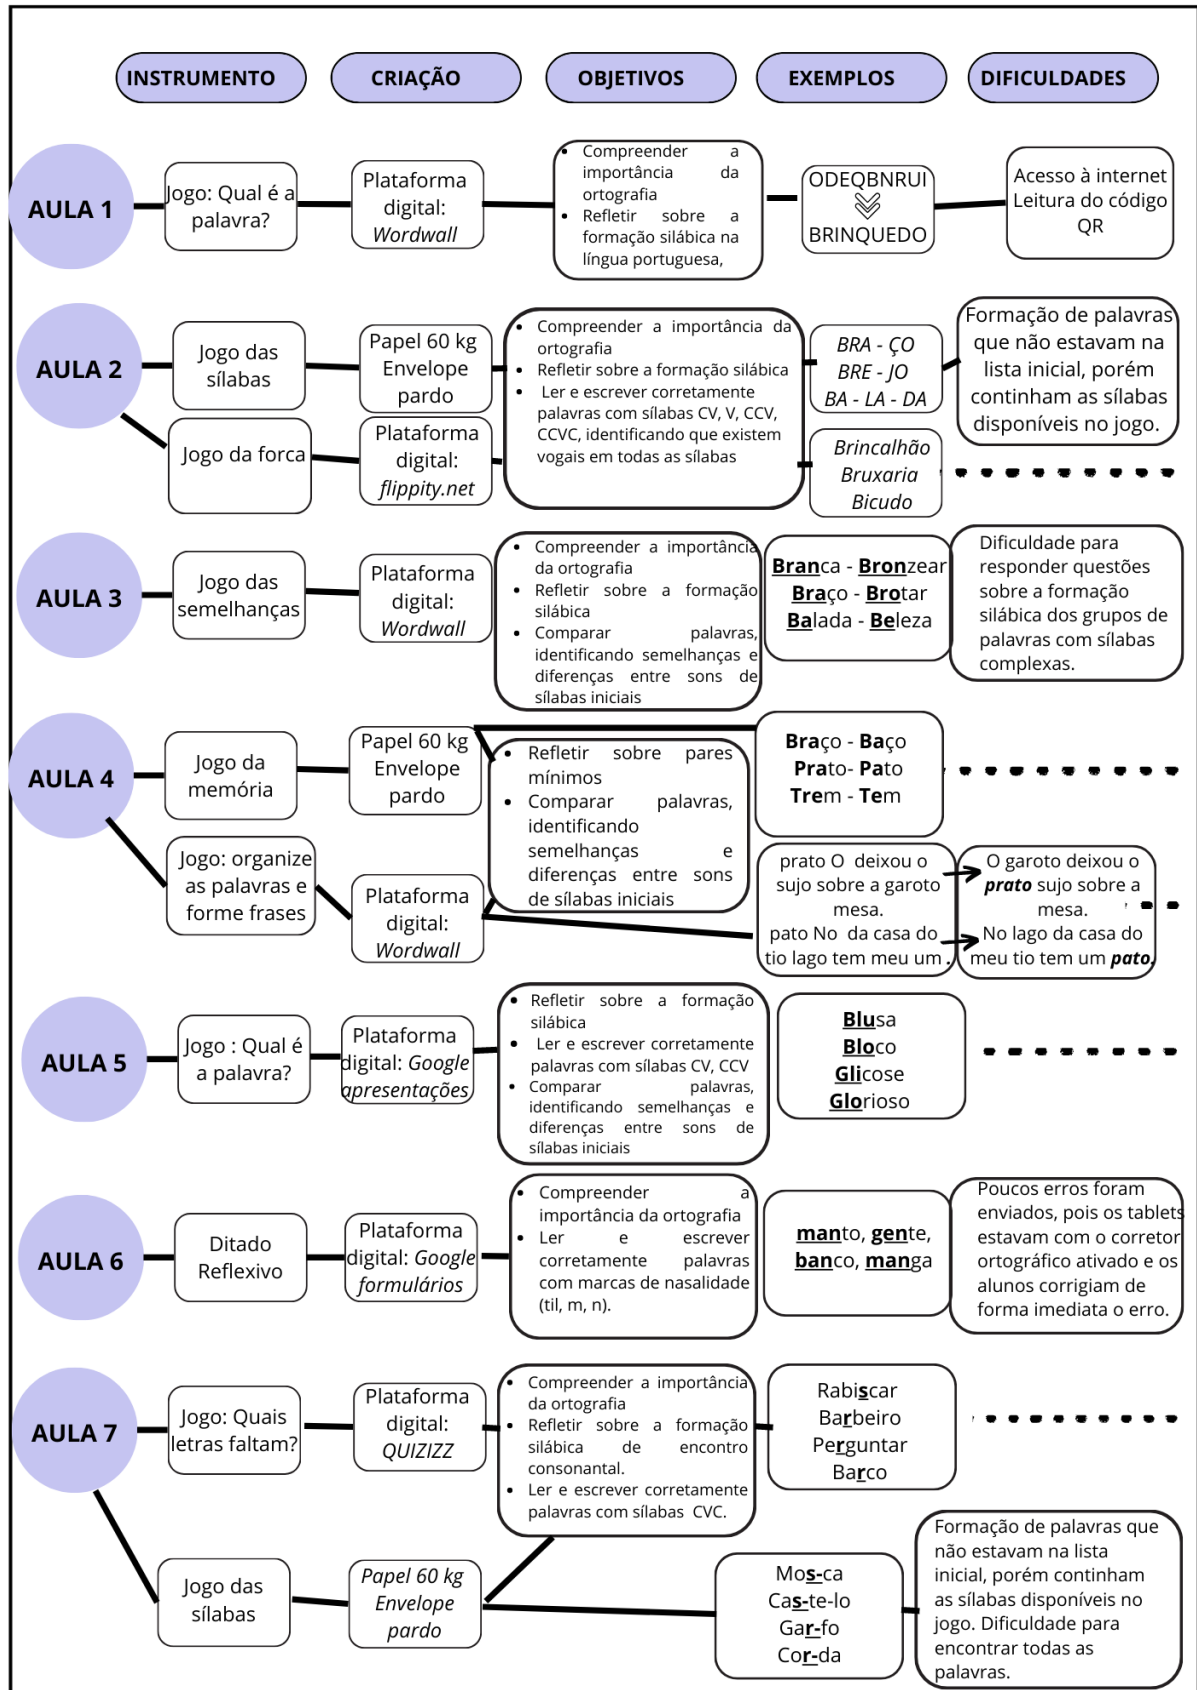 INSTRUMENTO
CRIAÇÃO
OBJETIVOS
EXEMPLOS
DIFICULDADES
AULA 1
Jogo: Qual é a
palavra?
Plataforma
digital:
Wordwall
• Compreender a
importância da
ortografia
• Refletir sobre a
formação silábica na
língua portuguesa,
ODEQBNRUI
BRINQUEDO
Acesso à internet
Leitura do código
QR
AULA 2
Jogo das
sílabas
Papel 60 kg
Envelope
pardo
• Compreender a importância da
ortografia
• Refletir sobre a formação silábica
• Ler e escrever corretamente
palavras com sílabas CV, V, CCV,
CCVC, identificando que existem
vogais em todas as sílabas
BRA - ÇO
BRE - JO
BA - LA - DA
Formação de palavras
que não estavam na
lista inicial, porém
continham as sílabas
disponíveis no jogo.
Jogo da forca
Plataforma
digital:
flippity.net
Brincalhão
Bruxaria
Bicudo
AULA 3
Jogo das
semelhanças
Plataforma
digital:
Wordwall
• Compreender a importância
da ortografia
• Refletir sobre a formação
silábica
• Comparar palavras,
identificando semelhanças e
diferenças entre sons de
sílabas iniciais
Branca - Bronzear
Braço - Brotar
Balada - Beleza
Dificuldade para
responder questões
sobre a formação
silábica dos grupos de
palavras com sílabas
complexas.
AULA 4
Jogo da
memória
Papel 60 kg
Envelope
pardo
• Refletir sobre pares
mínimos
• Comparar palavras,
identificando
semelhanças e
diferenças entre sons
de sílabas iniciais
Braço - Baço
Prato- Pato
Trem - Tem
Jogo: organize
as palavras e
forme frases
Plataforma
digital:
Wordwall
prato O deixou o
sujo sobre a garoto
mesa.
pato No da casa do
tio lago tem meu um .
O garoto deixou o
prato sujo sobre a
mesa.
No lago da casa do
meu tio tem um pato.
AULA 5
Jogo : Qual é
a palavra?
Plataforma
digital: Google
apresentações
• Refletir sobre a formação
silábica
• Ler e escrever corretamente
palavras com sílabas CV, CCV
• Comparar palavras,
identificando semelhanças e
diferenças entre sons de
sílabas iniciais
Blusa
Bloco
Glicose
Glorioso
AULA 6
Ditado
Reflexivo
Plataforma
digital: Google
formulários
• Compreender a
importância da ortografia
• Ler e escrever
corretamente palavras
com marcas de nasalidade
(til, m, n).
manto, gente,
banco, manga
Poucos erros foram
enviados, pois os tablets
estavam com o corretor
ortográfico ativado e os
alunos corrigiam de
forma imediata o erro.
AULA 7
Jogo: Quais
letras faltam?
Plataforma
digital:
QUIZIZZ
• Compreender a importância
da ortografia
• Refletir sobre a formação
silábica de encontro
consonantal.
• Ler e escrever corretamente
palavras com sílabas CVC.
Rabiscar
Barbeiro
Perguntar
Barco
Jogo das
sílabas
Papel 60 kg
Envelope
pardo
Mos-ca
Cas-te-lo
Gar-fo
Cor-da
Formação de palavras que
não estavam na lista
inicial, porém continham
as sílabas disponíveis no
jogo. Dificuldade para
encontrar todas as
palavras.